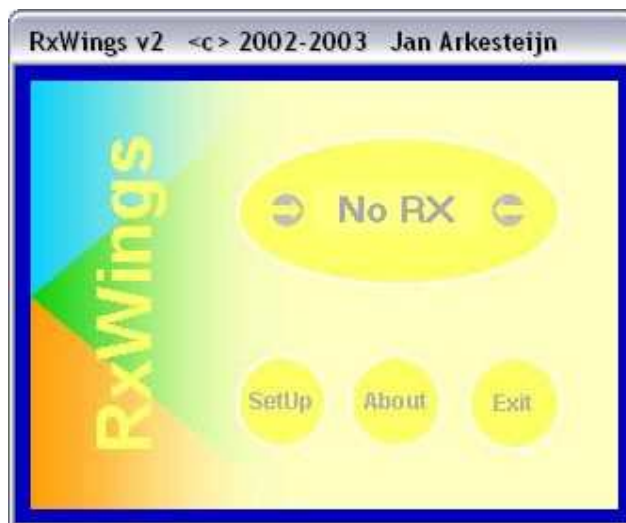 RxWings v2 <c> 2002-2003 Jan Arkesteijn
RxWings
No RX
SetUp About Exit